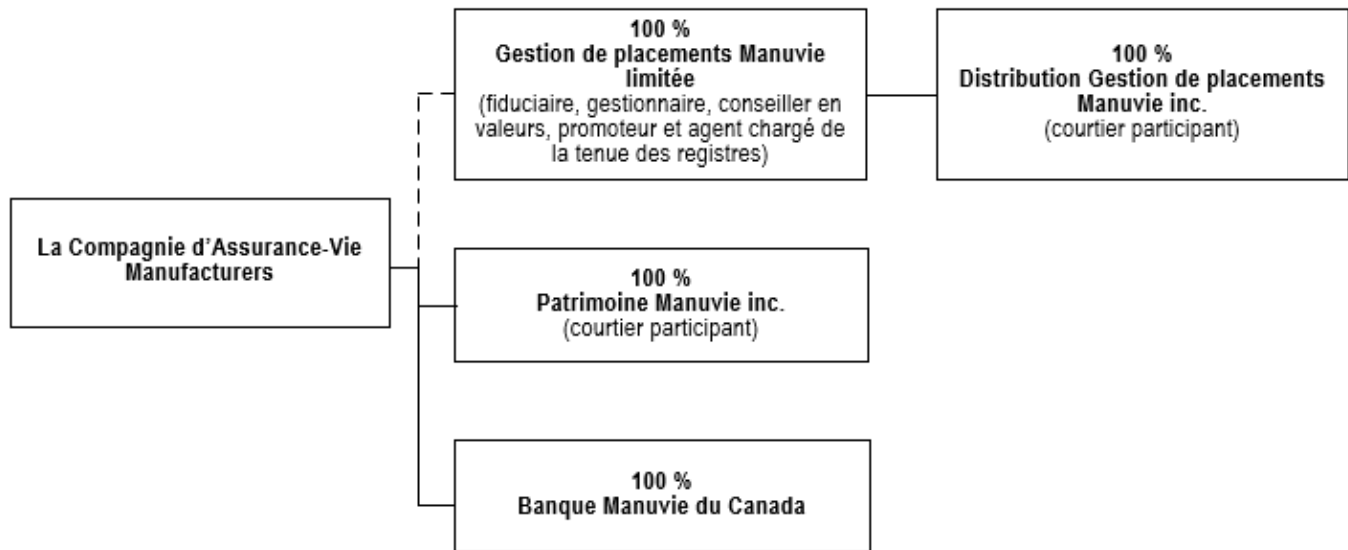 100 %
Gestion de placements Manuvie
limitée
(fiduciaire, gestionnaire, conseiller en
valeurs, promoteur et agent chargé de
la tenue des registres)
100 %
Distribution Gestion de placements
Manuvie inc.
(courtier participant)
La Compagnie d'Assurance-Vie
Manufacturers
100 %
Patrimoine Manuvie inc.
(courtier participant)
100 %
Banque Manuvie du Canada